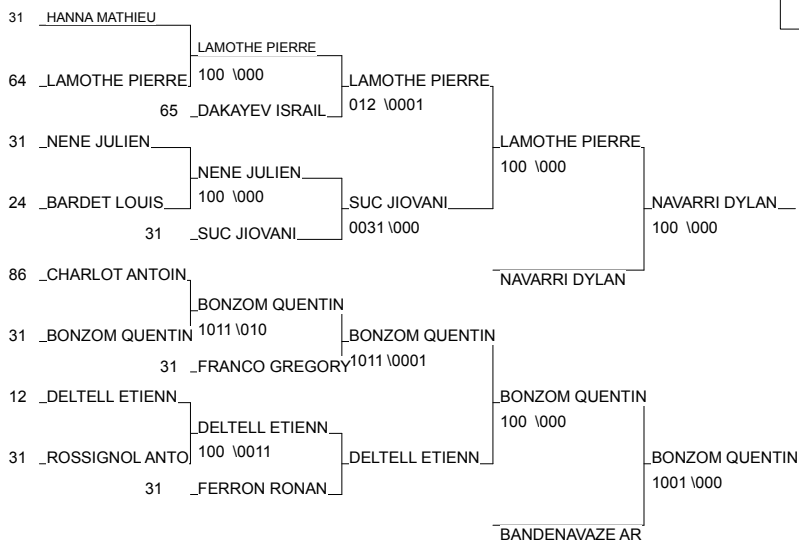 31 HANNA MATHIEU
LAMOTHE PIERRE
64 LAMOTHE PIERRE 100 \000 LAMOTHE PIERRE
65 DAKAYEV ISRAIL 012 \0001
31 NENE JULIEN LAMOTHE PIERRE
NENE JULIEN 100 \000
24 BARDET LOUIS 100 \000 SUC JIOVANI NAVARRI DYLAN
31 SUC JIOVANI 0031 \000 100 \000
86 CHARLOT ANTOIN NAVARRI DYLAN
BONZOM QUENTIN
31 BONZOM QUENTIN 1011 \010 BONZOM QUENTIN
31 FRANCO GREGORY 1011 \0001
12 DELTELL ETIENN BONZOM QUENTIN
DELTELL ETIENN 100 \000
31 ROSSIGNOL ANTO 100 \0011 DELTELL ETIENN BONZOM QUENTIN
31 FERRON RONAN 1001 \000
BANDENAVAZE AR